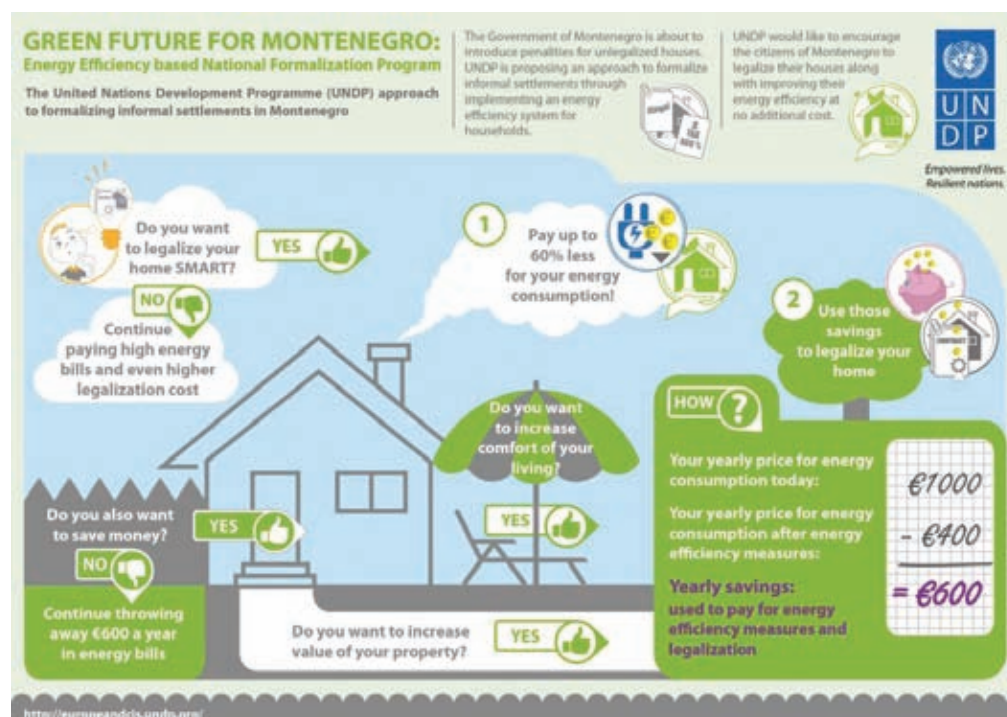 GREEN FUTURE FOR MONTENEGRO:
Energy Efficiency based National Formalization Program
The United Nations Development Programme (UNDP) approach
to formalizing informal settlements in Montenegro
The Government of Montenegro is about to
introduce penalties for unlegalized houses.
UNDP is proposing an approach to formalize
informal settlements through
implementing an energy
efficiency system for
households.
UNDP would like to encourage
the citizens of Montenegro to
legalize their houses along
with improving their
energy efficiency at
no additional cost.
U N
D P
Empowered lives.
Resilient nations.
Do you want
to legalize your
home SMART?
YES
NO
Continue
paying high energy
bills and even higher
legalization cost
1
Pay up to
60% less
for your energy
consumption!
2
Use those
savings
to legalize your
home
Do you want
to increase
comfort of your
living?
YES
Do you also want
to save money?
YES
NO
Continue throwing
away €600 a year
in energy bills
Do you want to increase
value of your property?
YES
HOW ?
Your yearly price for energy
consumption today:
€1000
Your yearly price for energy
consumption after energy
efficiency measures:
- €400
Yearly savings:
used to pay for energy
efficiency measures and
legalization
= €600
http://europeandcis.undp.org/